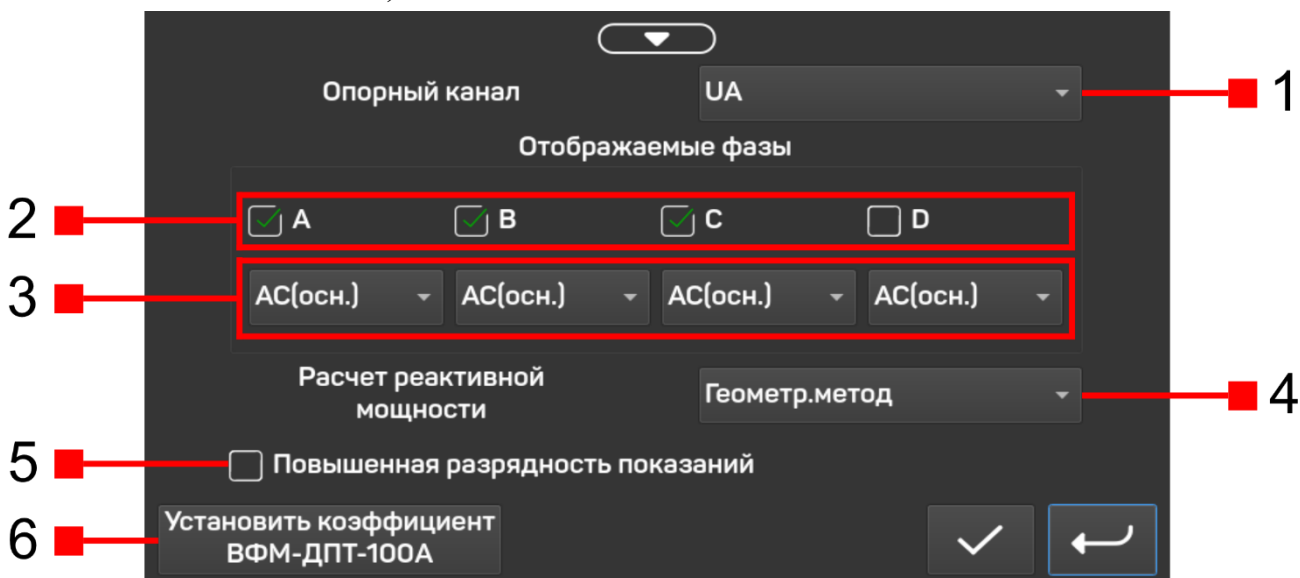 Опорный канал UA 1
Отображаемые фазы
2 A B C D
3 AC(осн.) AC(осн.) AC(осн.) AC(осн.)
Расчет реактивной
мощности
Геометр.метод 4
5 Повышенная разрядность показаний
6 Установить коэффициент
ВФМ-ДПТ-100А